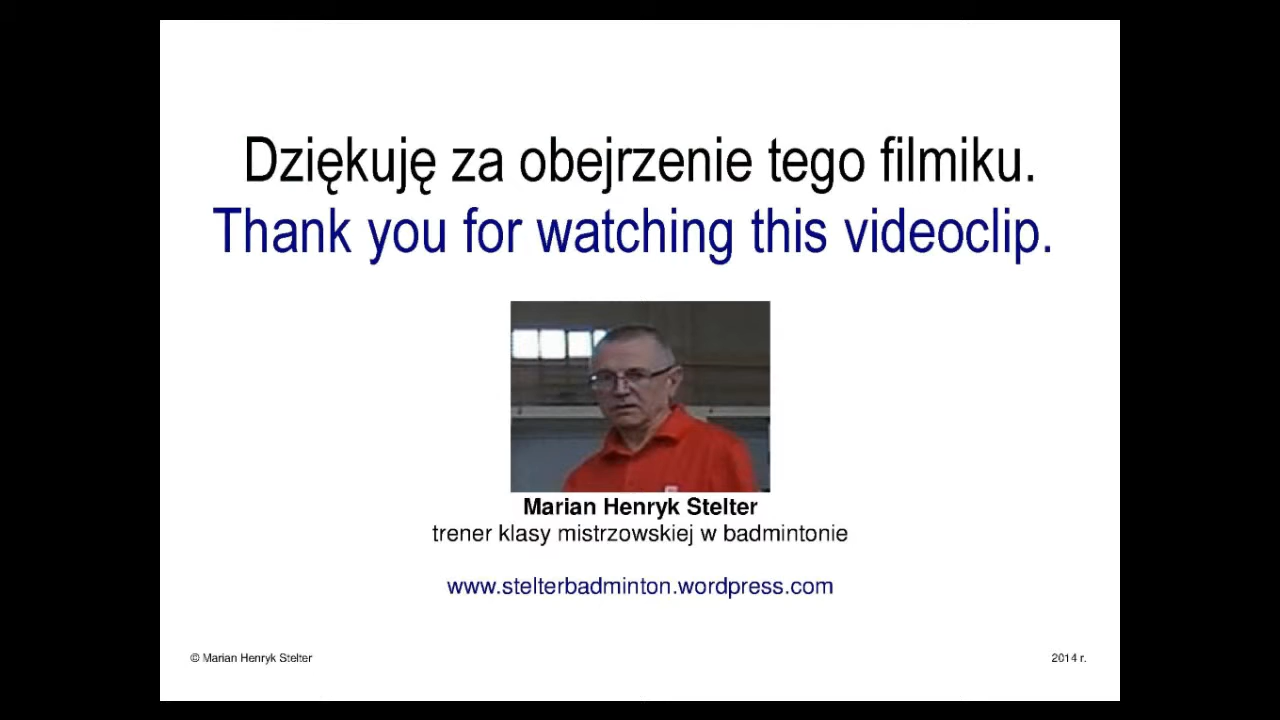 Dziękuję za obejrzenie tego filmiku.
Thank you for watching this videoclip.
Marian Henryk Stelter
trener klasy mistrzowskiej w badmintonie
www.stelterbadminton.wordpress.com
© Marian Henryk Stelter
2014 r.